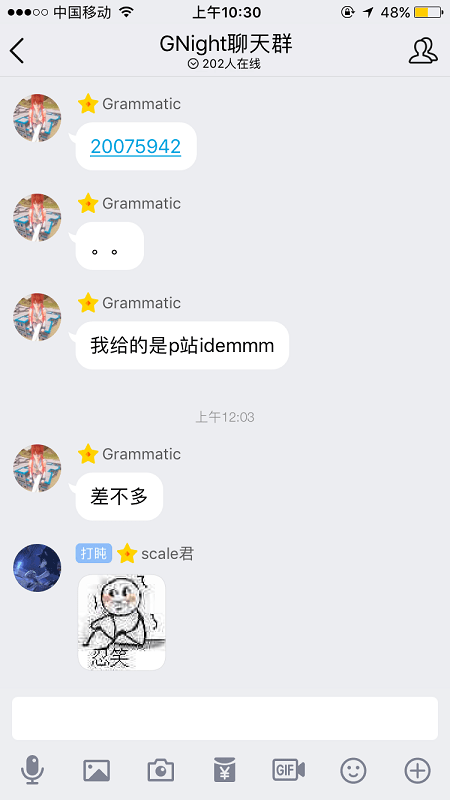 中国移动 上午10:30 48%
GNight聊天群
202人在线
Grammatic
20075942
Grammatic
。。
Grammatic
我给的是p站idemmm
上午12:03
Grammatic
差不多
打盹 scale君
忍笑
¥ GIF